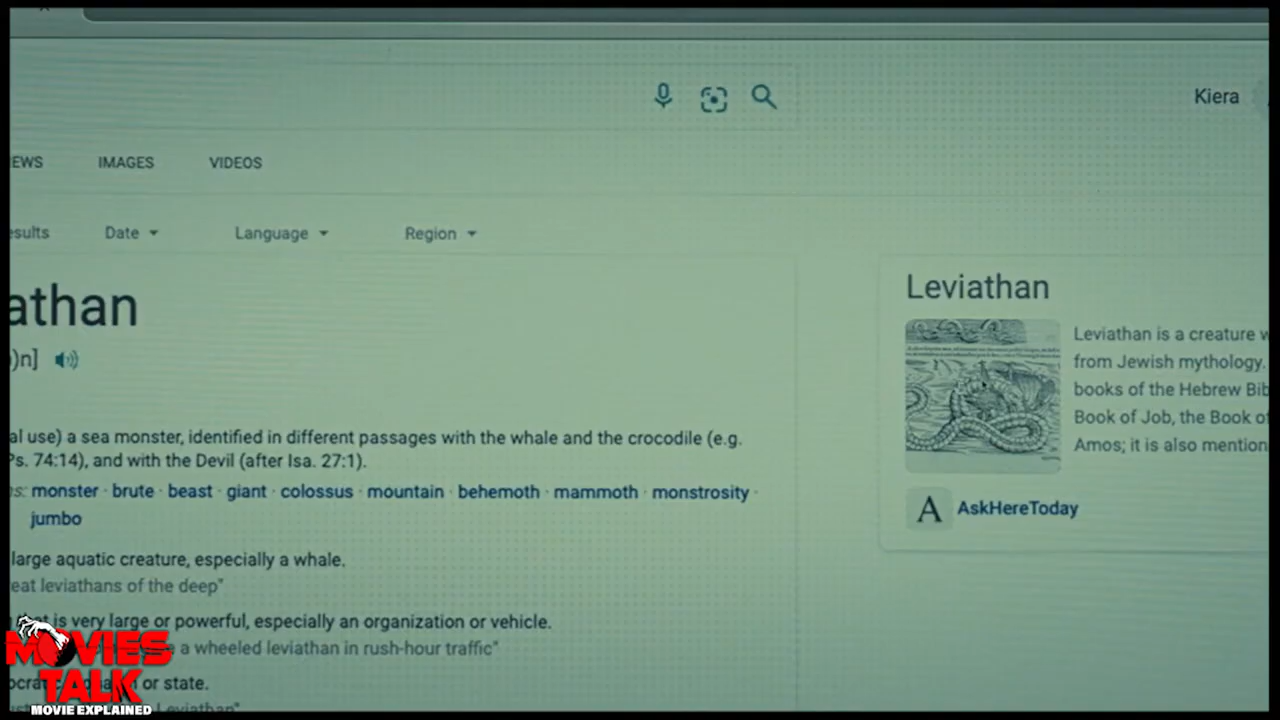 Kiera
EWS IMAGES VIDEOS
esults Date Language Region
athan
)n]
al use) a sea monster, identified in different passages with the whale and the crocodile (e.g.
Ps. 74:14), and with the Devil (after Isa. 27:1).
ns: monster · brute · beast · giant · colossus · mountain · behemoth · mammoth · monstrosity ·
jumbo
large aquatic creature, especially a whale.
eat leviathans of the deep"
that is very large or powerful, especially an organization or vehicle.
a wheeled leviathan in rush-hour traffic"
or state.
Leviathan"
Leviathan
Leviathan is a creature w
from Jewish mythology.
books of the Hebrew Bib
Book of Job, the Book of
Amos; it is also mention
A AskHereToday
MOVIES
TALK
MOVIE EXPLAINED